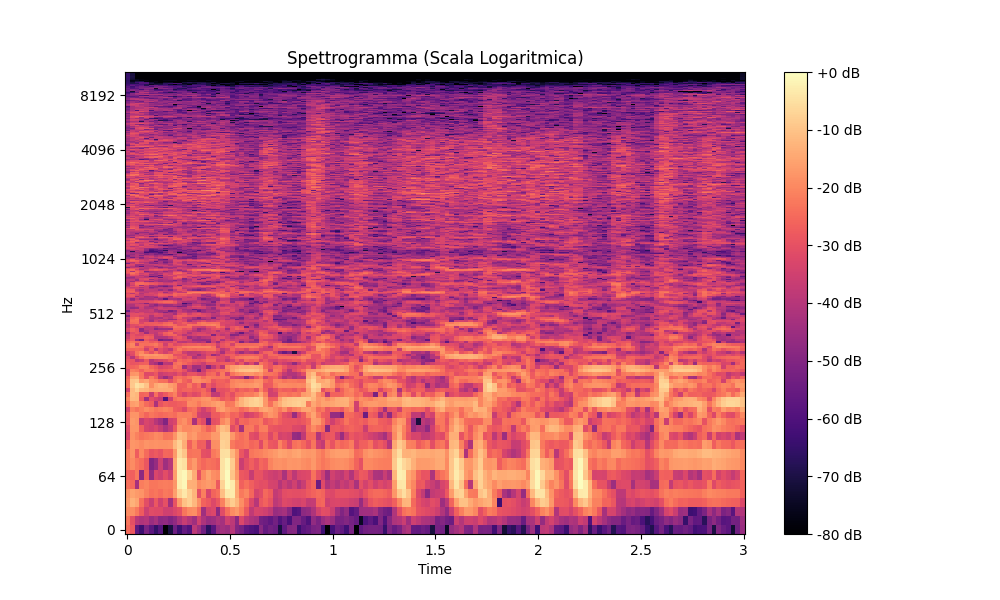 Spettrogramma (Scala Logaritmica)
Hz
8192
4096
2048
1024
512
256
128
64
0
0
0.5
1
1.5
2
2.5
3
Time
+0 dB
-10 dB
-20 dB
-30 dB
-40 dB
-50 dB
-60 dB
-70 dB
-80 dB